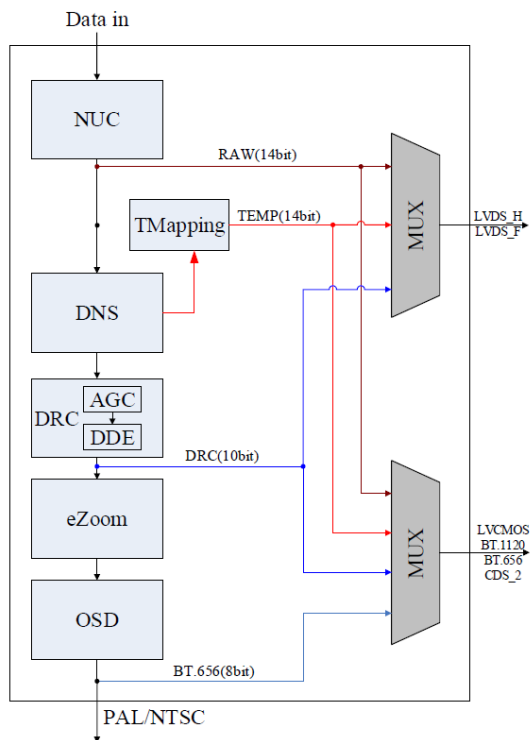 Data in
NUC
RAW(14bit)
TMapping
TEMP(14bit)
MUX
LVDS_H
LVDS_F
DNS
DRC
AGC
DDE
DRC(10bit)
eZoom
MUX
LVCMOS
BT.1120
BT.656
CDS_2
OSD
BT.656(8bit)
PAL/NTSC